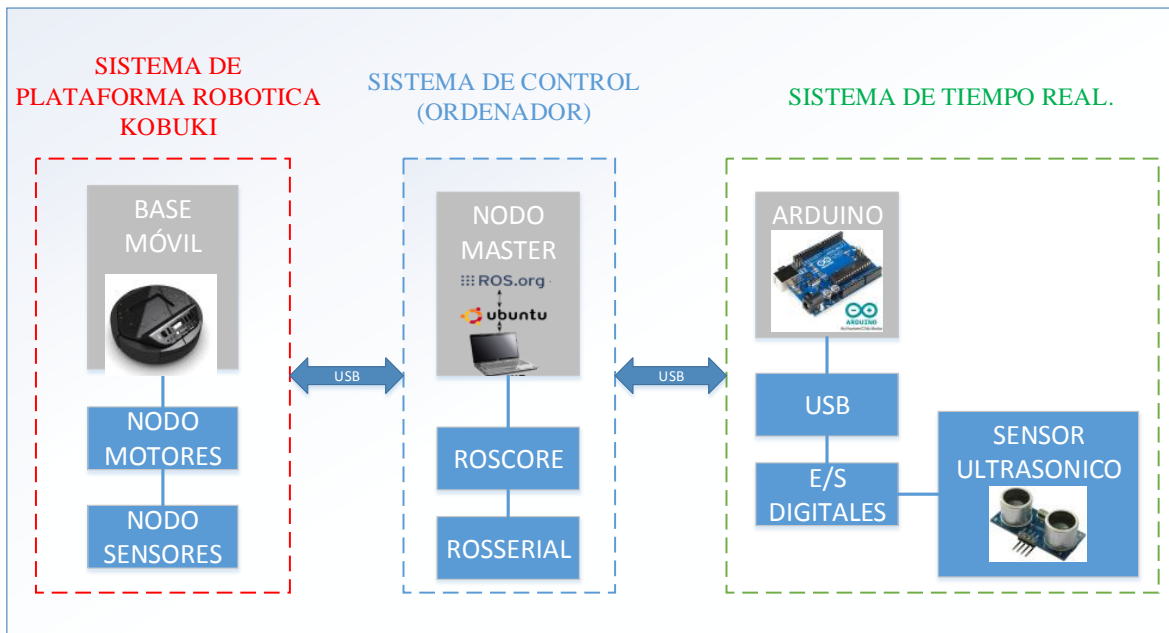 SISTEMA DE
PLATAFORMA ROBOTICA
KOBUKI
BASE
MÓVIL
NODO
MOTORES
NODO
SENSORES
USB
SISTEMA DE CONTROL
(ORDENADOR)
NODO
MASTER
ROS.org
ubuntu
ROSCORE
ROSSERIAL
USB
SISTEMA DE TIEMPO REAL.
ARDUINO
ARDUINO
USB
E/S
DIGITALES
SENSOR
ULTRASONICO